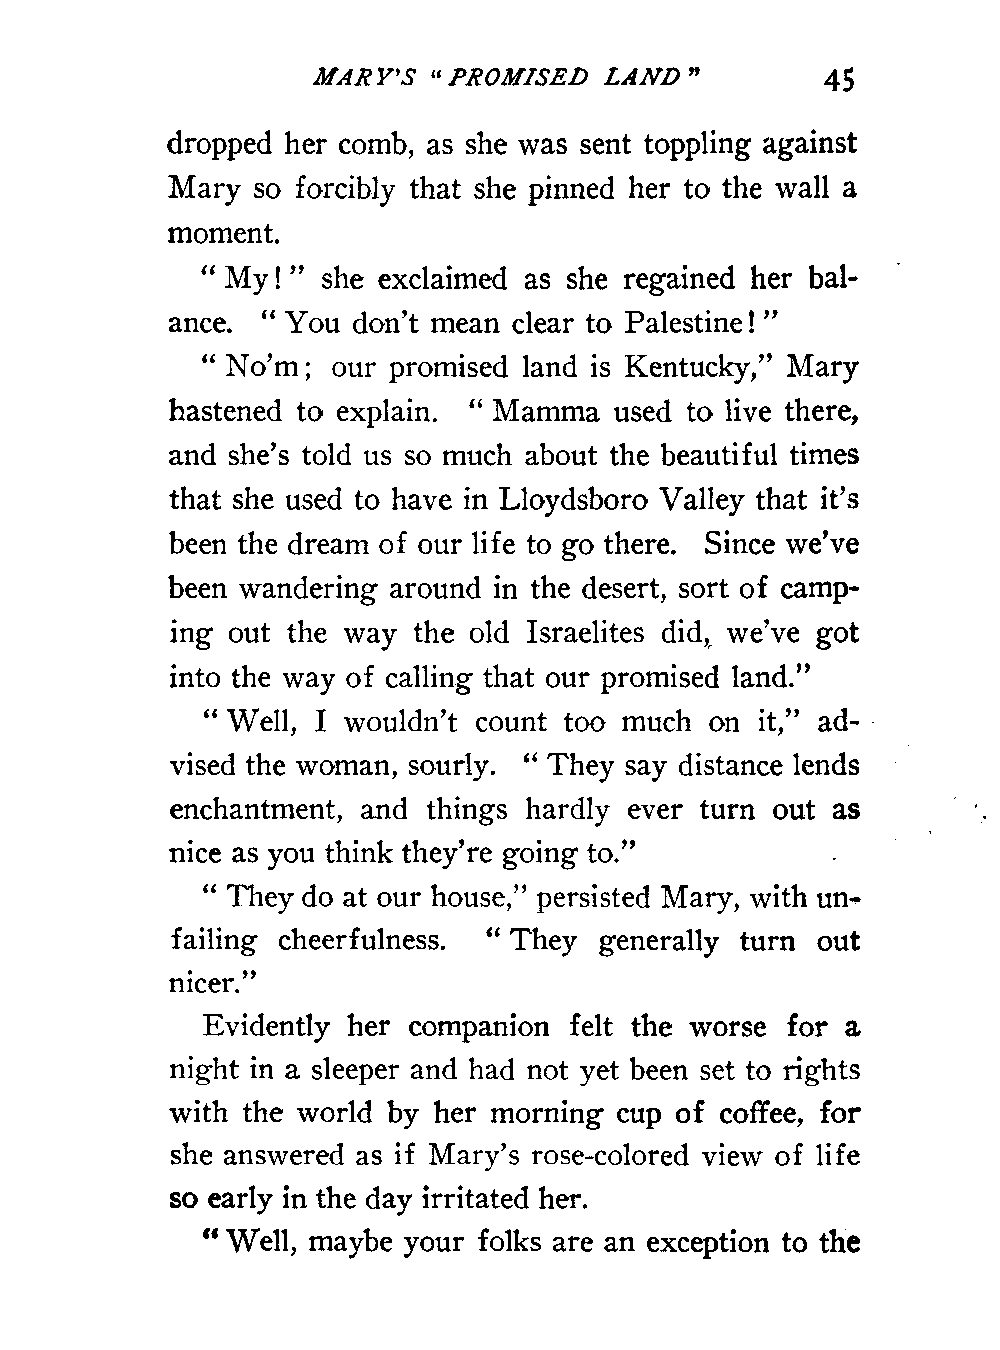 MARY'S "PROMISED LAND" 45
dropped her comb, as she was sent toppling against
Mary so forcibly that she pinned her to the wall a
moment.
"My!" she exclaimed as she regained her bal-
ance. "You don't mean clear to Palestine!"
"No'm; our promised land is Kentucky," Mary
hastened to explain. "Mamma used to live there,
and she's told us so much about the beautiful times
that she used to have in Lloydsboro Valley that it's
been the dream of our life to go there. Since we've
been wandering around in the desert, sort of camp-
ing out the way the old Israelites did, we've got
into the way of calling that our promised land."
"Well, I wouldn't count too much on it," ad-
vised the woman, sourly. "They say distance lends
enchantment, and things hardly ever turn out as
nice as you think they're going to."
"They do at our house," persisted Mary, with un-
failing cheerfulness. "They generally turn out
nicer."
Evidently her companion felt the worse for a
night in a sleeper and had not yet been set to rights
with the world by her morning cup of coffee, for
she answered as if Mary's rose-colored view of life
so early in the day irritated her.
"Well, maybe your folks are an exception to the